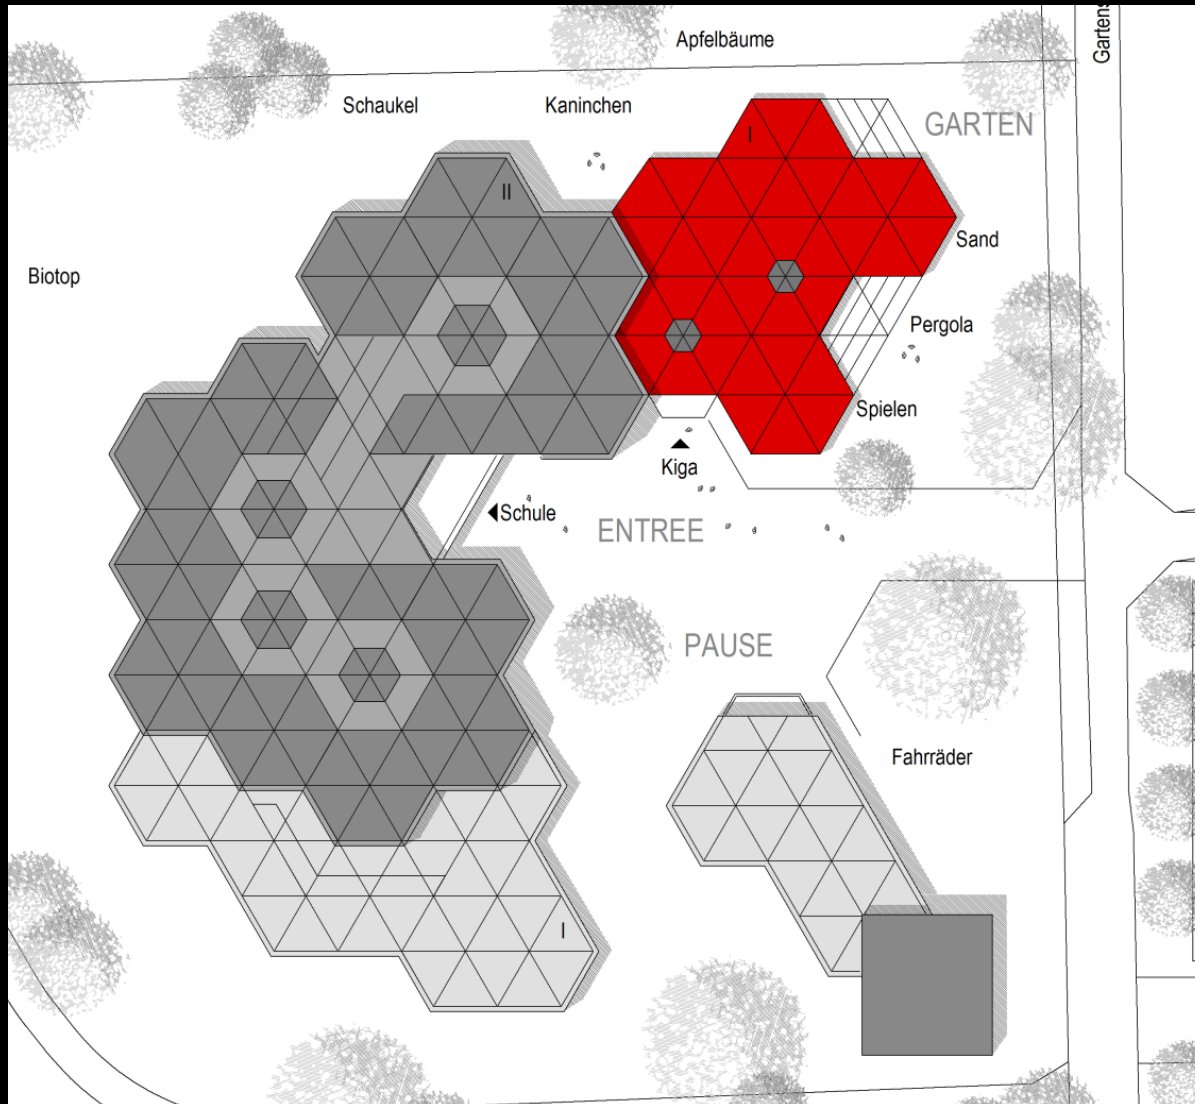 Apfelbäume
Gartens
Schaukel
Kaninchen
GARTEN
I
II
Sand
Biotop
Pergola
Spielen
Kiga
Schule
ENTREE
PAUSE
Fahrräder
I